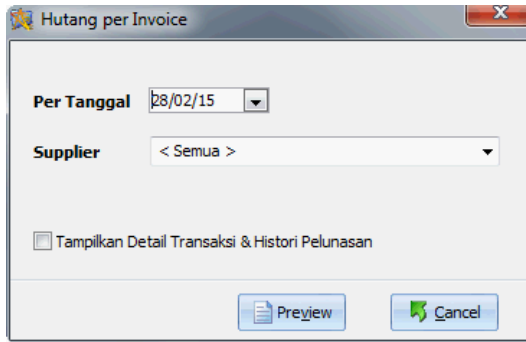 Hutang per Invoice
Per Tanggal 28/02/15
Supplier < Semua >
Tampilkan Detail Transaksi & Histori Pelunasan
Preview Cancel